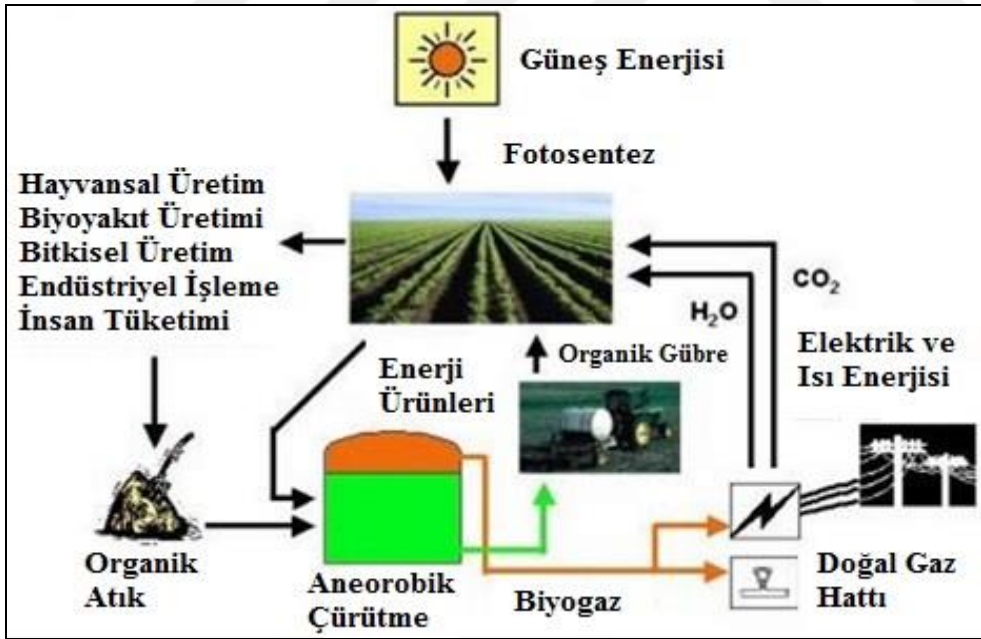 Güneş Enerjisi
Fotosentez
Hayvansal Üretim
Biyoyakıt Üretimi
Bitkisel Üretim
Endüstriyel İşleme
İnsan Tüketimi
CO₂
H₂O
Enerji
Ürünleri
Organik Gübre
Elektrik ve
Isı Enerjisi
Organik
Atık
Aneorobik
Çürütme
Biyogaz
Doğal Gaz
Hattı